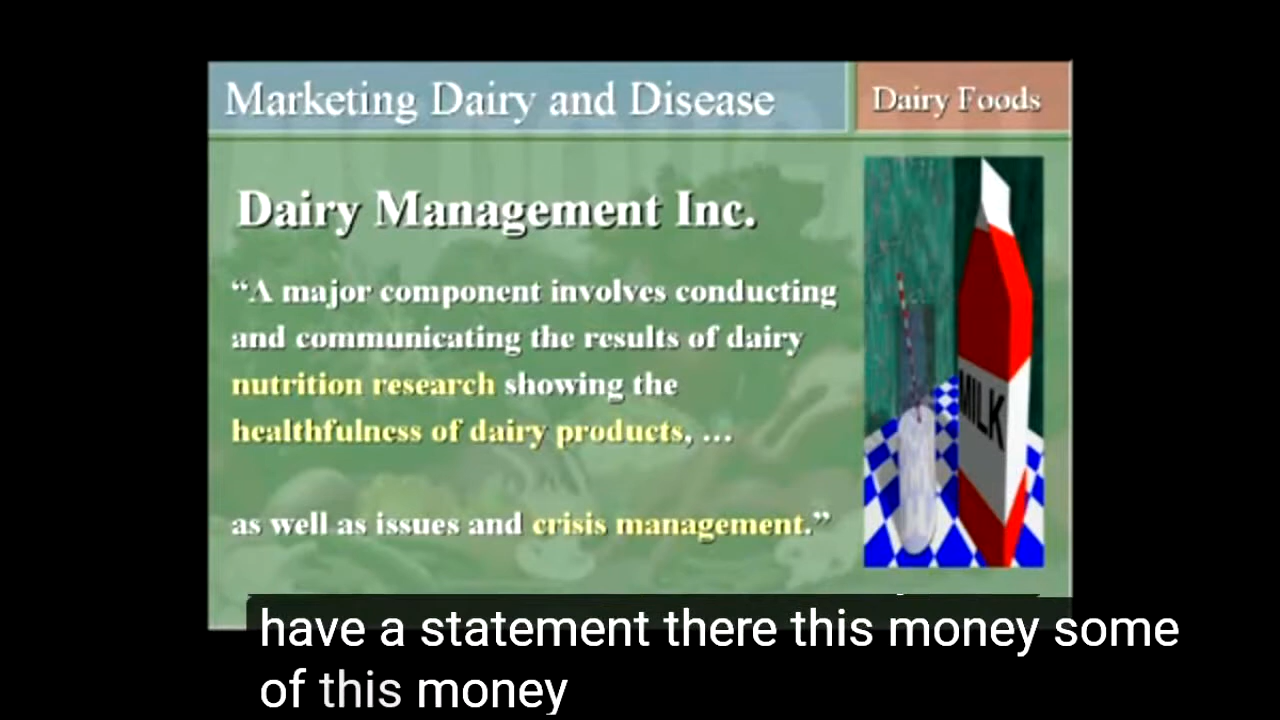 Marketing Dairy and Disease
Dairy Foods
Dairy Management Inc.
“A major component involves conducting
and communicating the results of dairy
nutrition research showing the
healthfulness of dairy products, ...
MILK
as well as issues and crisis management.”
have a statement there this money some
of this money